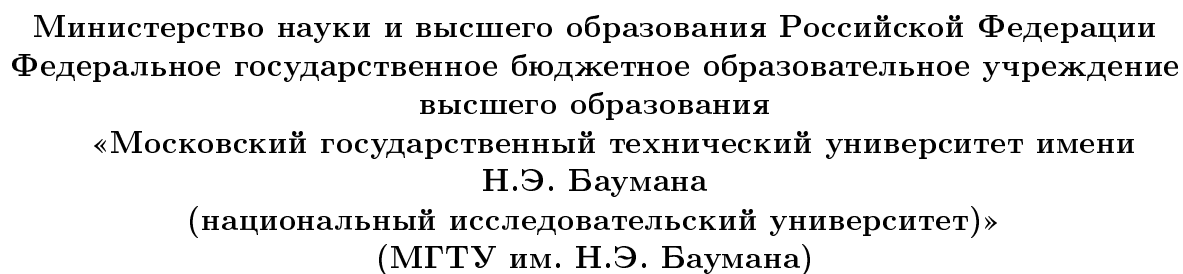 Министерство науки и высшего образования Российской Федерации
Федеральное государственное бюджетное образовательное учреждение
высшего образования
«Московский государственный технический университет имени
Н.Э. Баумана
(национальный исследовательский университет)»
(МГТУ им. Н.Э. Баумана)